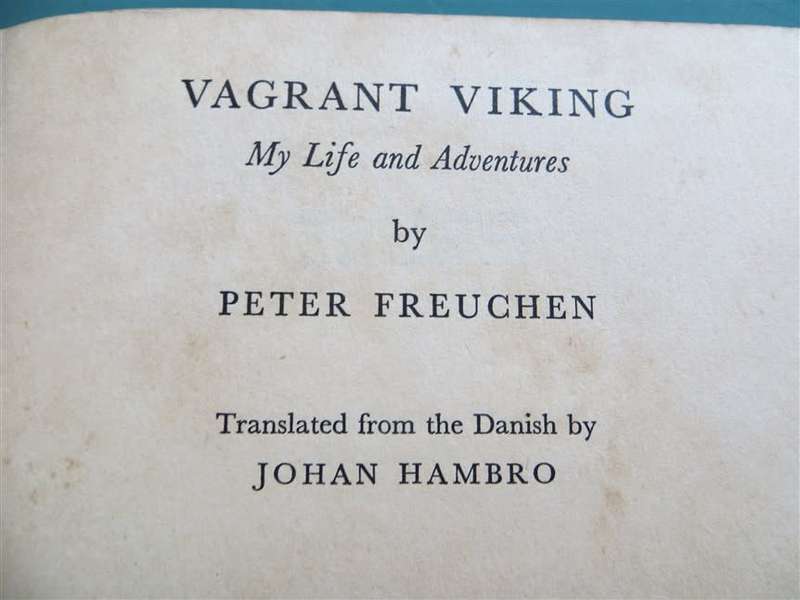 VAGRANT VIKING
My Life and Adventures
by
PETER FREUCHEN
Translated from the Danish by
JOHAN HAMBRO